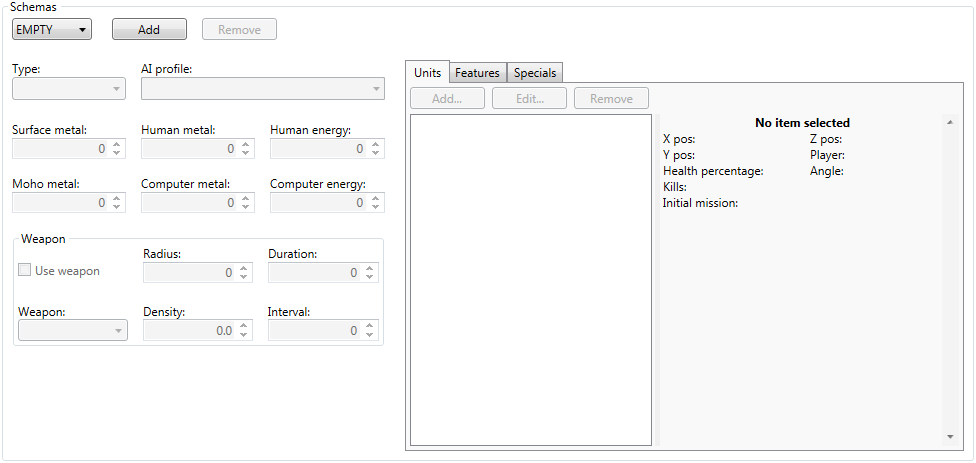 Schemas
EMPTY Add Remove
Type: AI profile:
Surface metal: Human metal: Human energy:
0 0 0
Moho metal: Computer metal: Computer energy:
0 0 0
Weapon
Use weapon
Radius: Duration:
0 0
Weapon: Density: Interval:
0.0 0
Units Features Specials
Add... Edit... Remove
No item selected
X pos: Z pos:
Y pos: Player:
Health percentage: Angle:
Kills:
Initial mission: